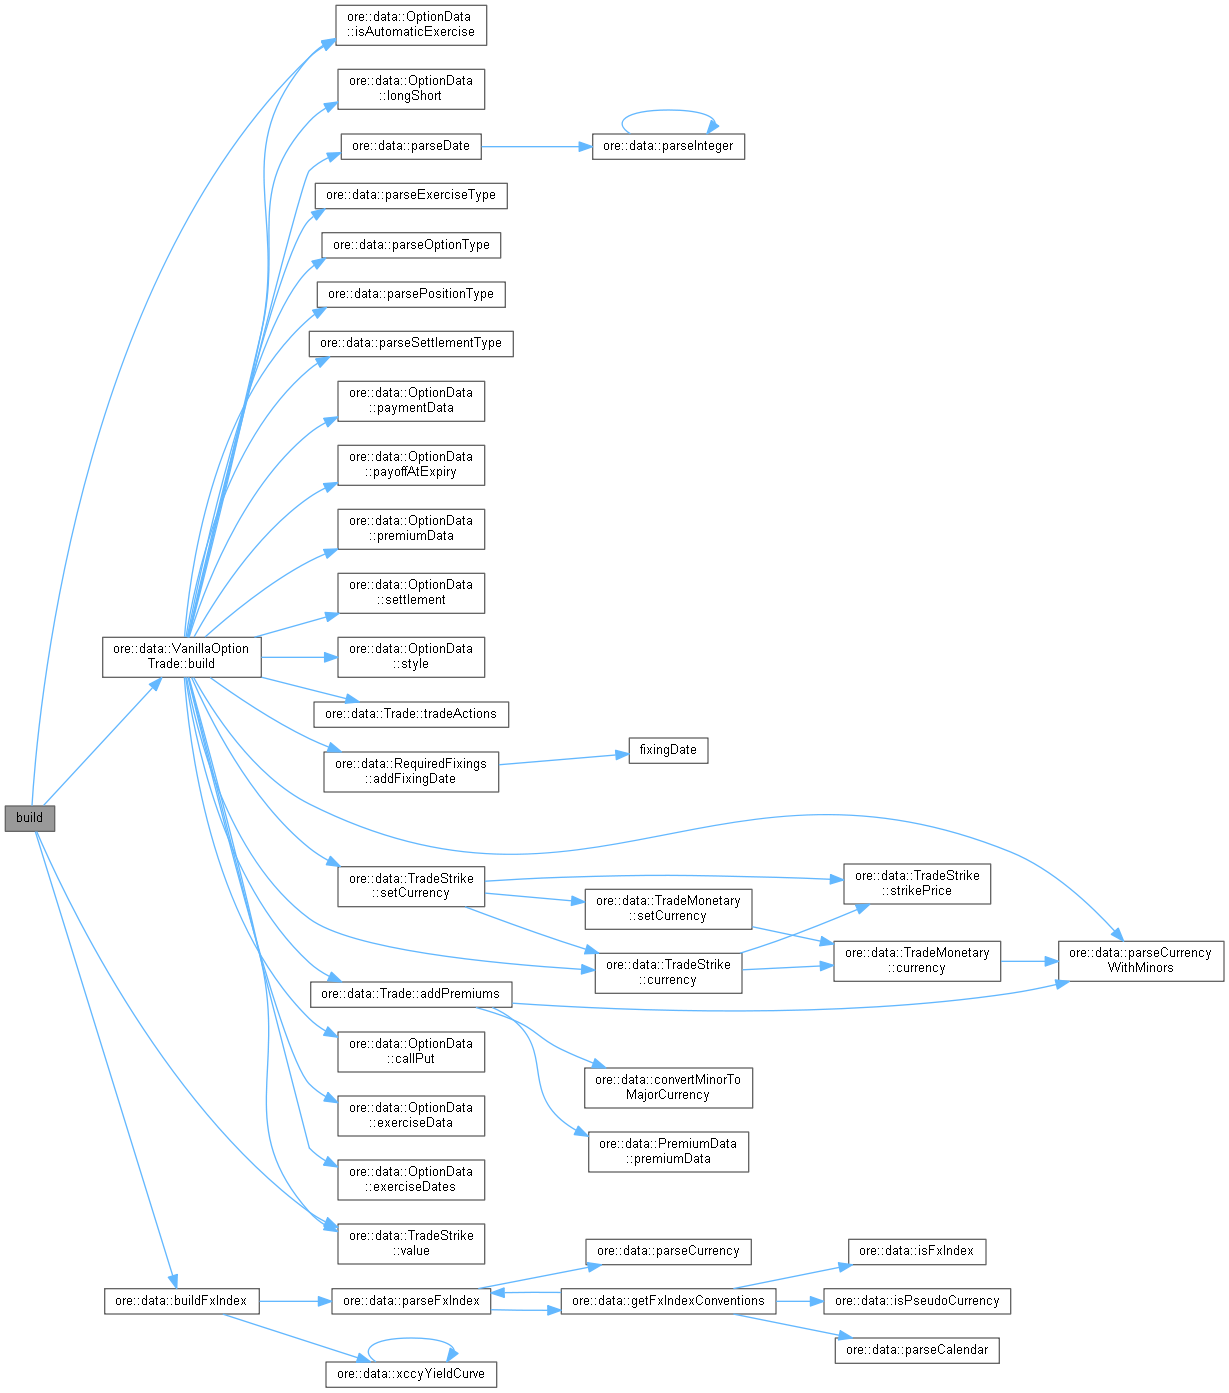 ore::data::OptionData
::isAutomaticExercise
ore::data::OptionData
::longShort
ore::data::parseDate
ore::data::parseInteger
ore::data::parseExerciseType
ore::data::parseOptionType
ore::data::parsePositionType
ore::data::parseSettlementType
ore::data::OptionData
::paymentData
ore::data::OptionData
::payoffAtExpiry
ore::data::OptionData
::premiumData
ore::data::OptionData
::settlement
ore::data::VanillaOption
Trade::build
ore::data::OptionData
::style
ore::data::Trade::tradeActions
ore::data::RequiredFixings
::addFixingDate
fixingDate
build
ore::data::TradeStrike
::setCurrency
ore::data::TradeStrike
::strikePrice
ore::data::TradeMonetary
::setCurrency
ore::data::TradeStrike
::currency
ore::data::TradeMonetary
::currency
ore::data::parseCurrency
WithMinors
ore::data::Trade::addPremiums
ore::data::OptionData
::callPut
ore::data::convertMinorTo
MajorCurrency
ore::data::OptionData
::exerciseData
ore::data::PremiumData
::premiumData
ore::data::OptionData
::exerciseDates
ore::data::TradeStrike
::value
ore::data::parseCurrency
ore::data::isFxIndex
ore::data::buildFxIndex
ore::data::parseFxIndex
ore::data::getFxIndexConventions
ore::data::isPseudoCurrency
ore::data::parseCalendar
ore::data::xccyYieldCurve